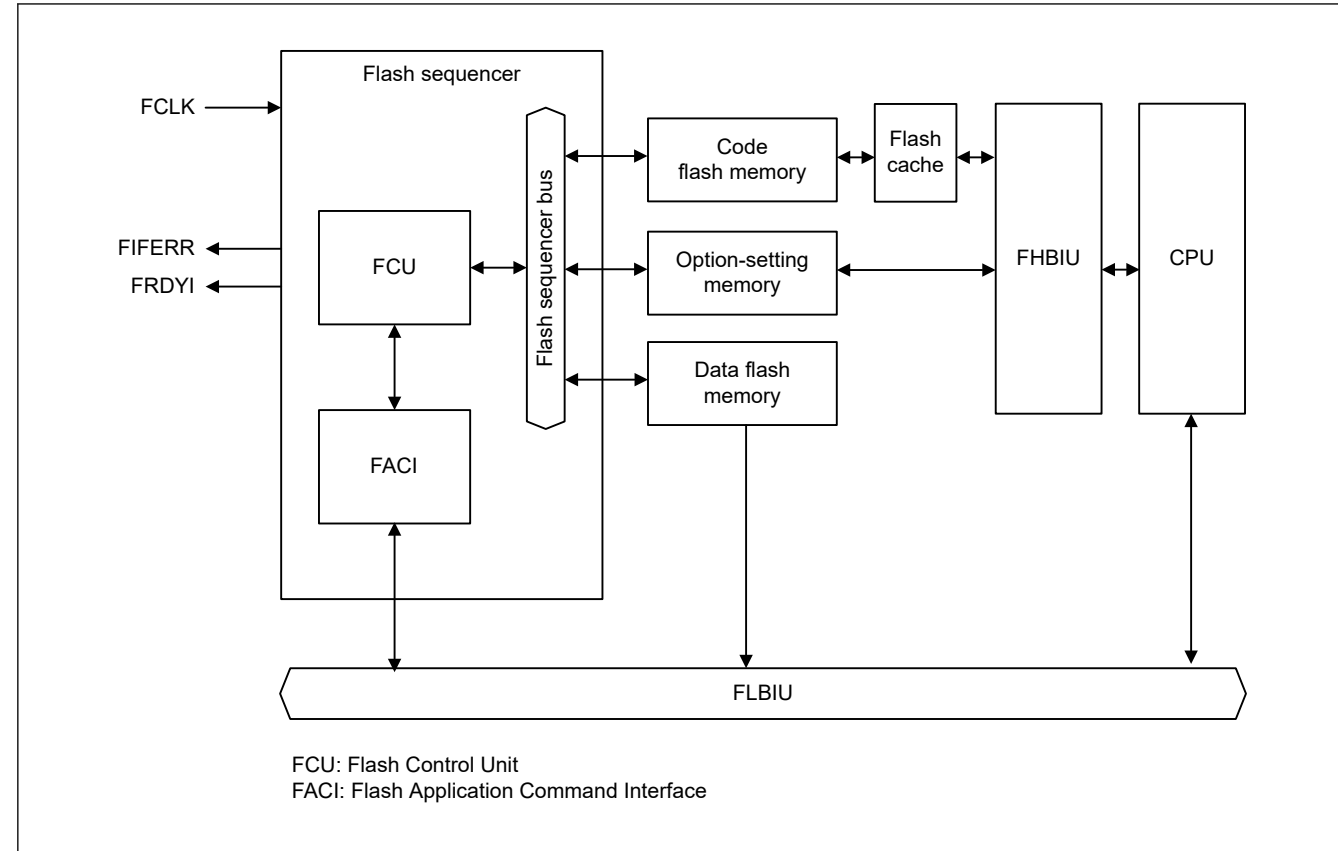 Flash sequencer
FCLK
FIFERR
FRDYI
FCU
FACI
Flash sequencer bus
Code
flash memory
Flash
cache
Option-setting
memory
Data flash
memory
FHBIU
CPU
FLBIU
FCU: Flash Control Unit
FACI: Flash Application Command Interface